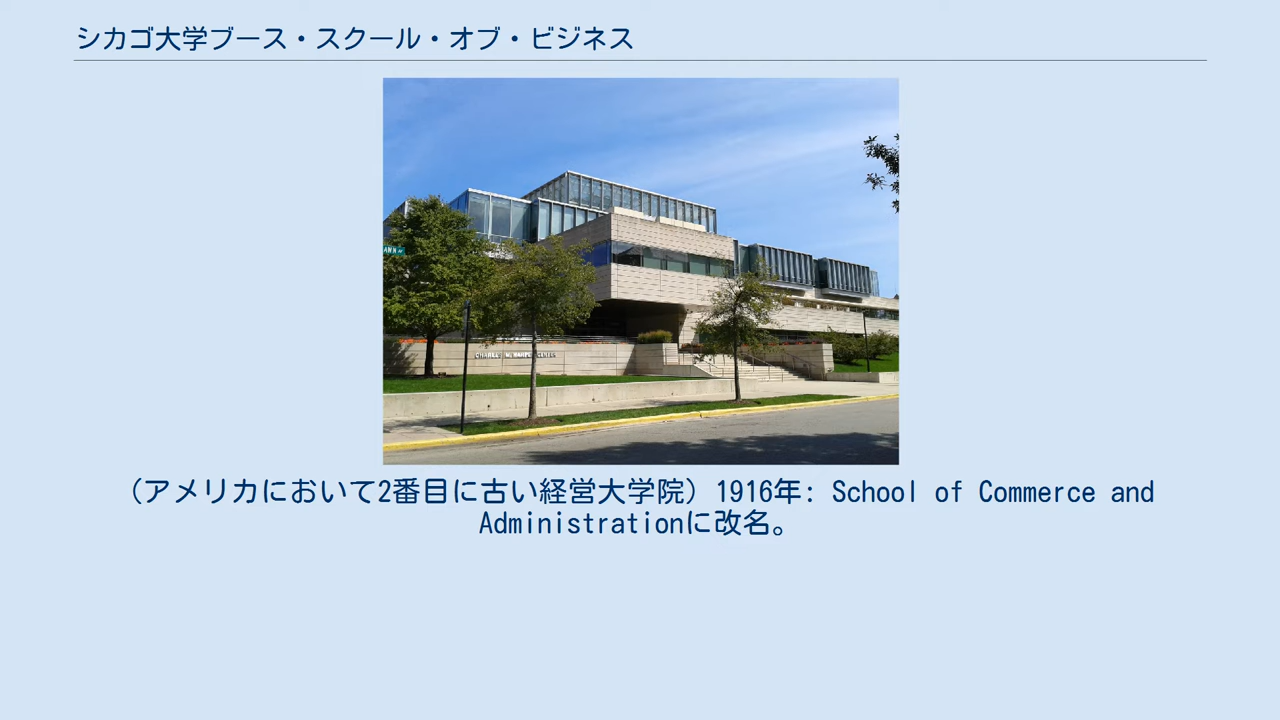 シカゴ大学ブース・スクール・オブ・ビジネス
CHARLES M. HARPER CENTER
（アメリカにおいて2番目に古い経営大学院）1916年: School of Commerce and
Administrationに改名。